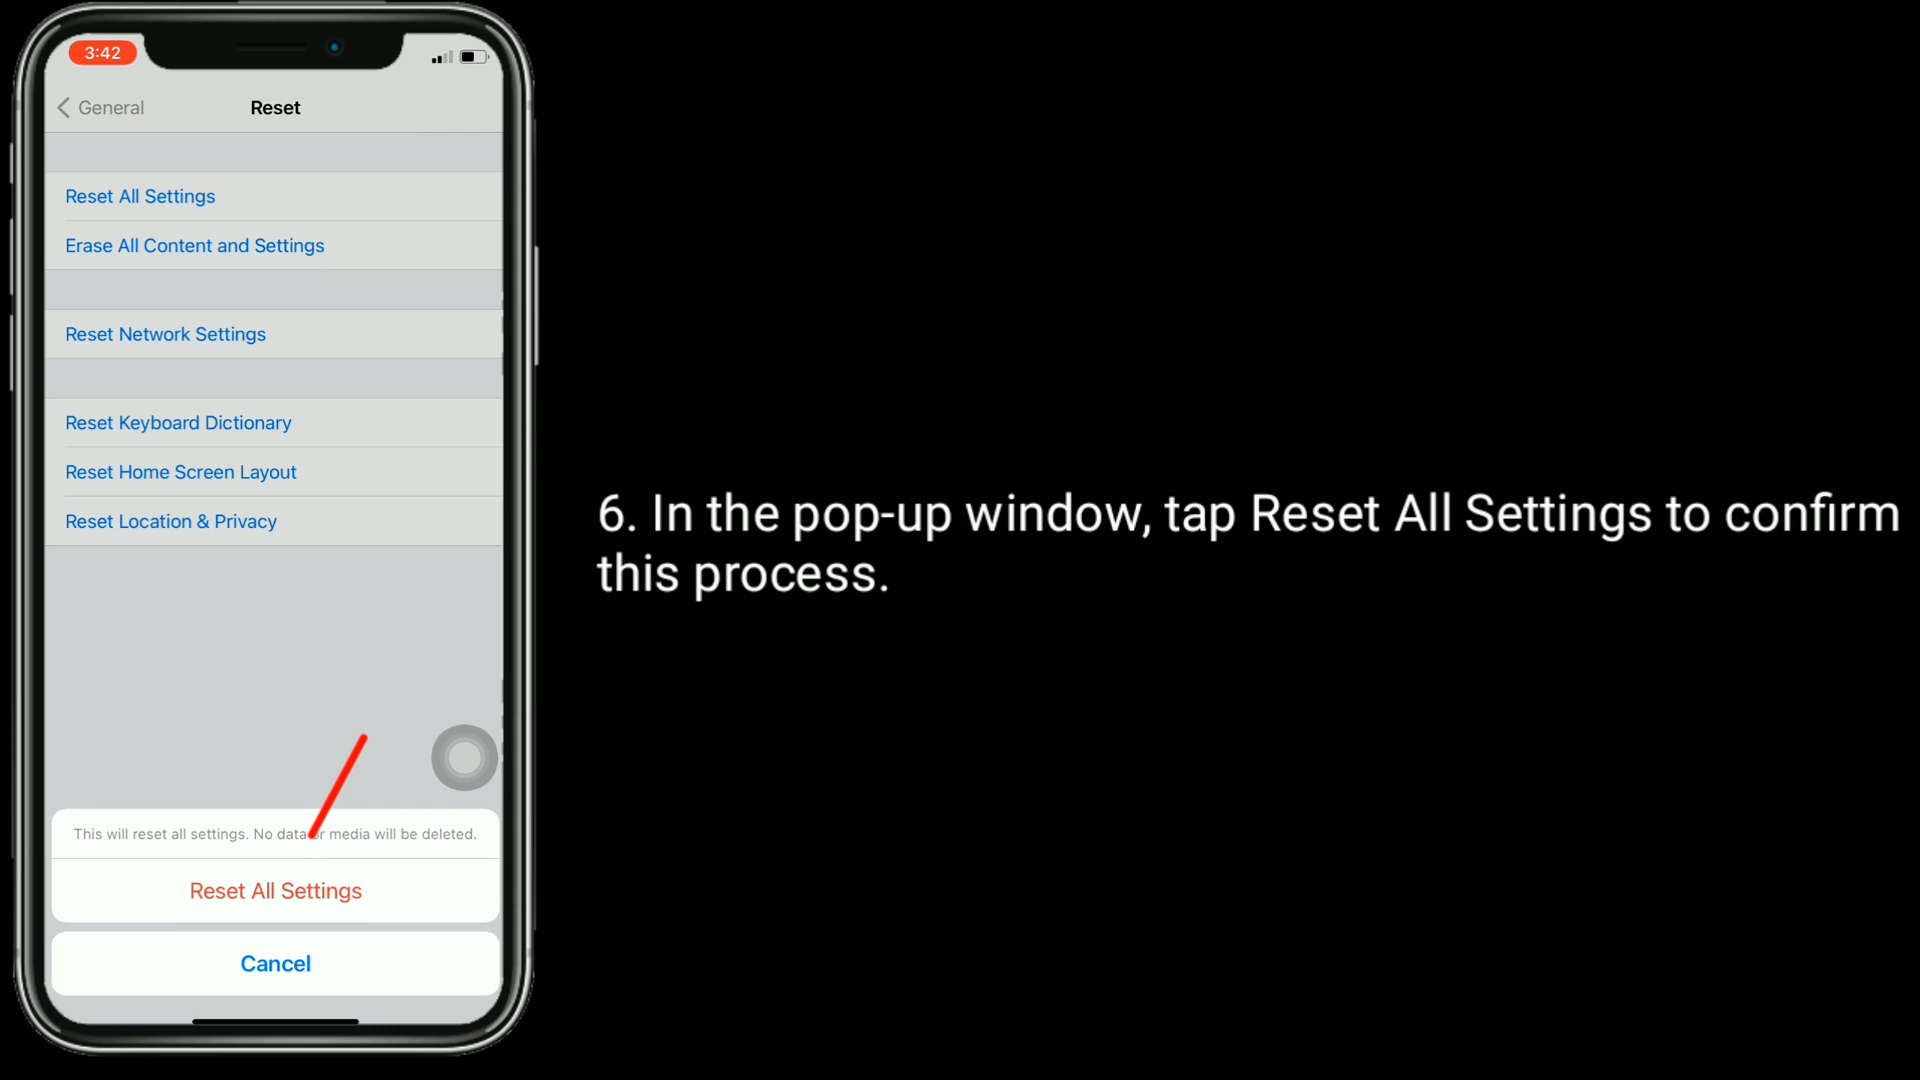 3:42
General
Reset
Reset All Settings
Erase All Content and Settings
Reset Network Settings
Reset Keyboard Dictionary
Reset Home Screen Layout
Reset Location & Privacy
This will reset all settings. No data or media will be deleted.
Reset All Settings
Cancel
6. In the pop-up window, tap Reset All Settings to confirm
this process.